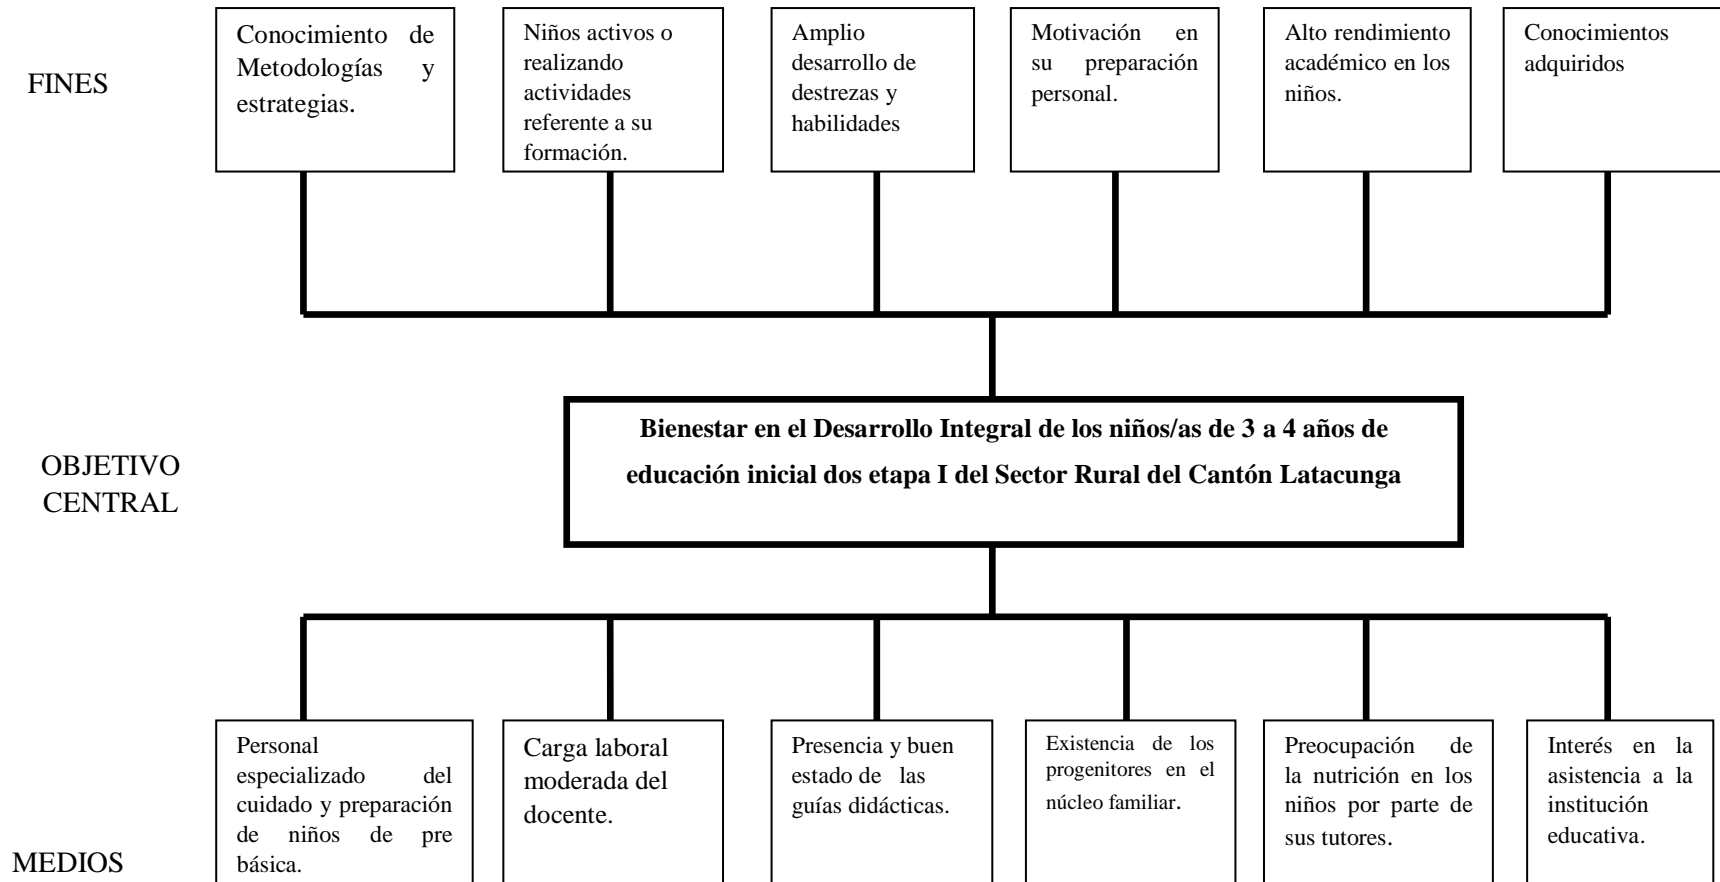 FINES
Conocimiento de
Metodologías y
estrategias.
Niños activos o
realizando
actividades
referente a su
formación.
Amplio
desarrollo de
destrezas y
habilidades
Motivación en
su preparación
personal.
Alto rendimiento
académico en los
niños.
Conocimientos
adquiridos
OBJETIVO
CENTRAL
Bienestar en el Desarrollo Integral de los niños/as de 3 a 4 años de
educación inicial dos etapa I del Sector Rural del Cantón Latacunga
MEDIOS
Personal
especializado del
cuidado y preparación
de niños de pre
básica.
Carga laboral
moderada del
docente.
Presencia y buen
estado de las
guías didácticas.
Existencia de los
progenitores en el
núcleo familiar.
Preocupación de
la nutrición en los
niños por parte de
sus tutores.
Interés en la
asistencia a la
institución
educativa.